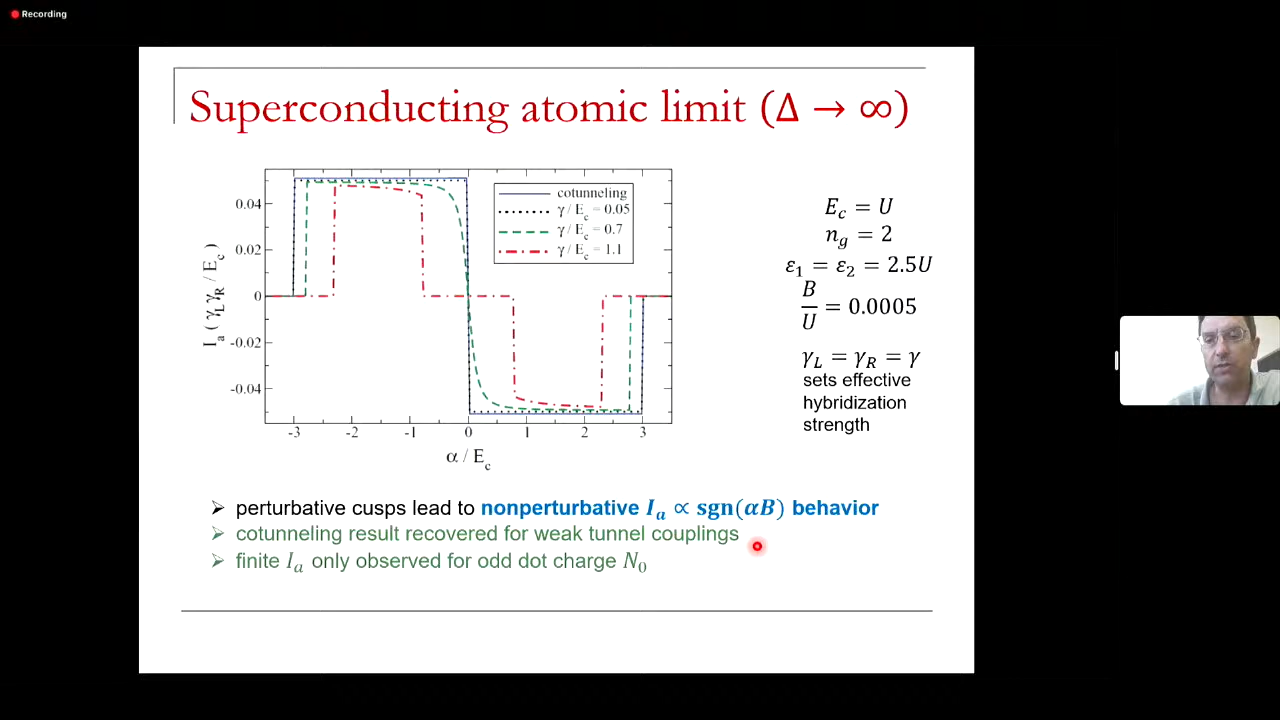 Recording
Superconducting atomic limit (Δ → ∞)
cotunneling
γ / E_c = 0.05
γ / E_c = 0.7
γ / E_c = 1.1
0.04
0.02
0
-0.02
-0.04
I_a ( γ_L γ_R / E_c )
-3 -2 -1 0 1 2 3
α / E_c
E_c = U
n_g = 2
ε_1 = ε_2 = 2.5U
B/U = 0.0005
γ_L = γ_R = γ
sets effective
hybridization
strength
➢ perturbative cusps lead to nonperturbative I_a ∝ sgn(αB) behavior
➢ cotunneling result recovered for weak tunnel couplings
➢ finite I_a only observed for odd dot charge N_0